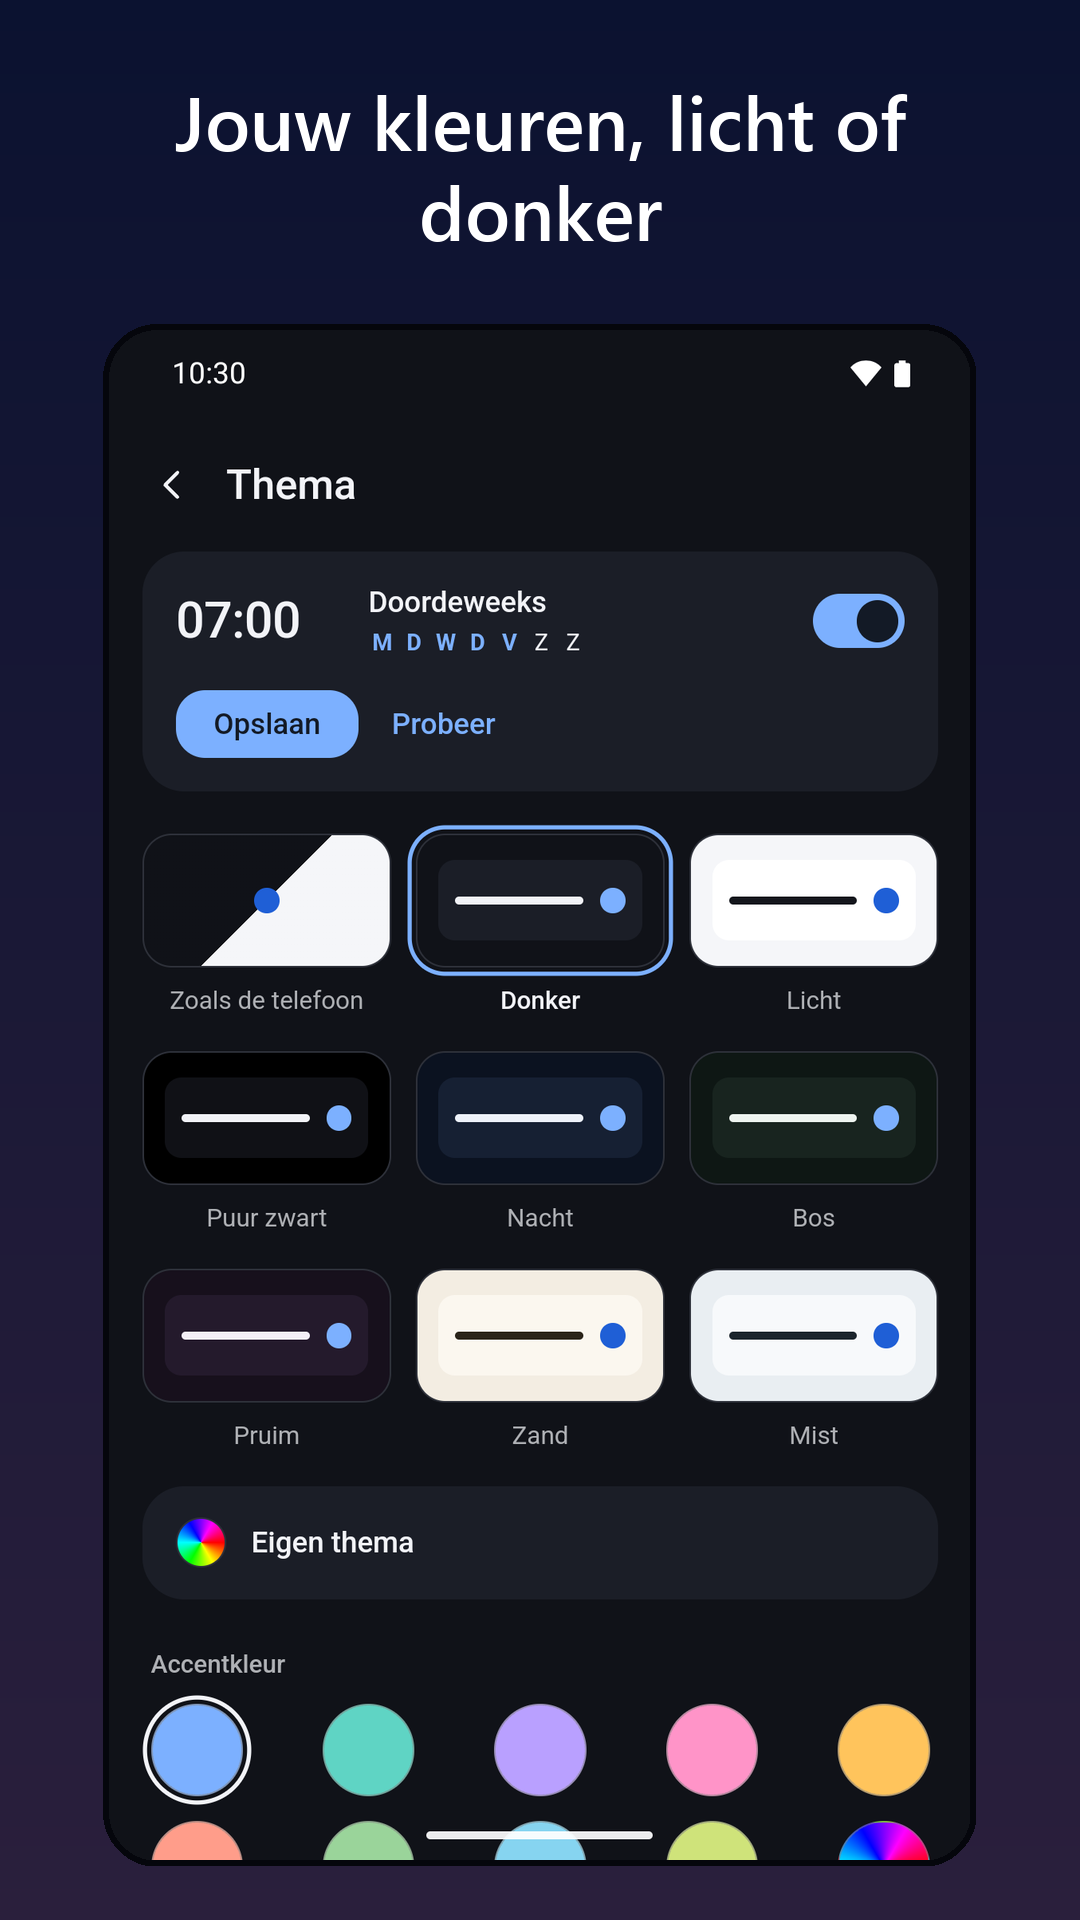 Jouw kleuren, licht of
donker
10:30
Thema
07:00
Doordeweeks
M D W D V Z Z
Opslaan
Probeer
Zoals de telefoon
Donker
Licht
Puur zwart
Nacht
Bos
Pruim
Zand
Mist
Eigen thema
Accentkleur